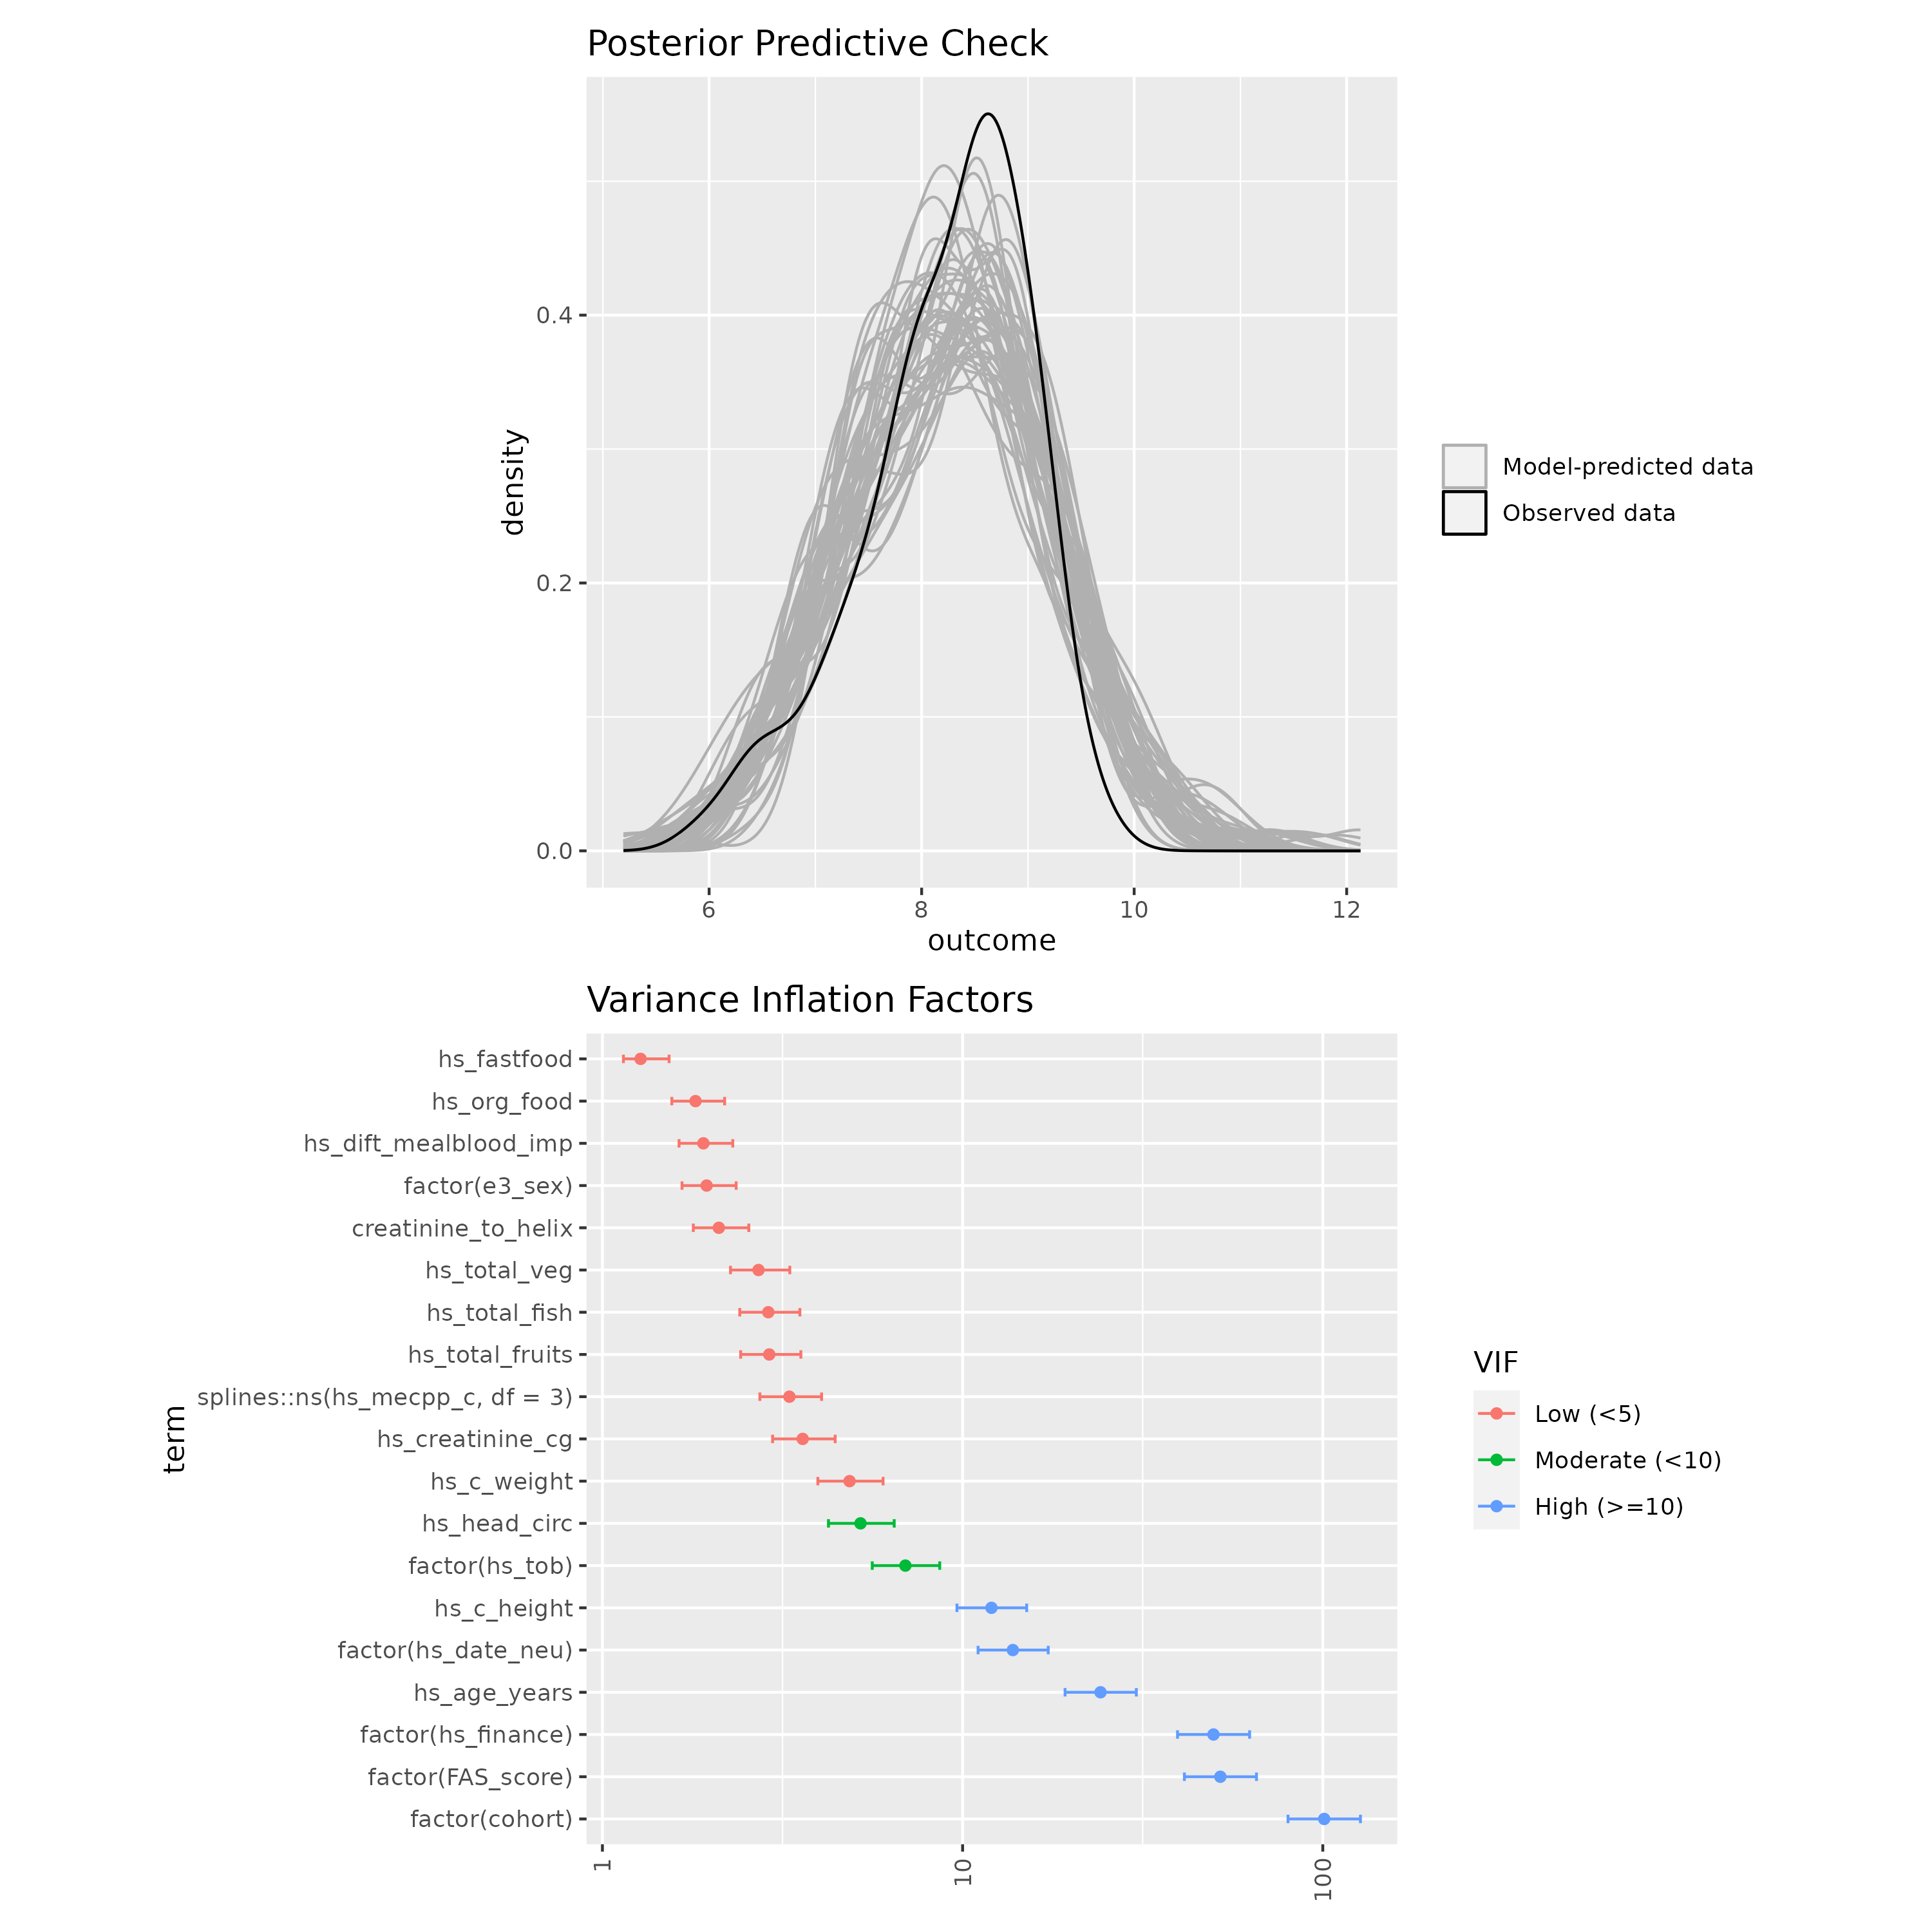 Posterior Predictive Check
density
0.4
0.2
0.0
6 8 10 12
outcome
Model-predicted data
Observed data
Variance Inflation Factors
term
hs_fastfood
hs_org_food
hs_dift_mealblood_imp
factor(e3_sex)
creatinine_to_helix
hs_total_veg
hs_total_fish
hs_total_fruits
splines::ns(hs_mecpp_c, df = 3)
hs_creatinine_cg
hs_c_weight
hs_head_circ
factor(hs_tob)
hs_c_height
factor(hs_date_neu)
hs_age_years
factor(hs_finance)
factor(FAS_score)
factor(cohort)
1 10 100
VIF
Low (<5)
Moderate (<10)
High (>=10)